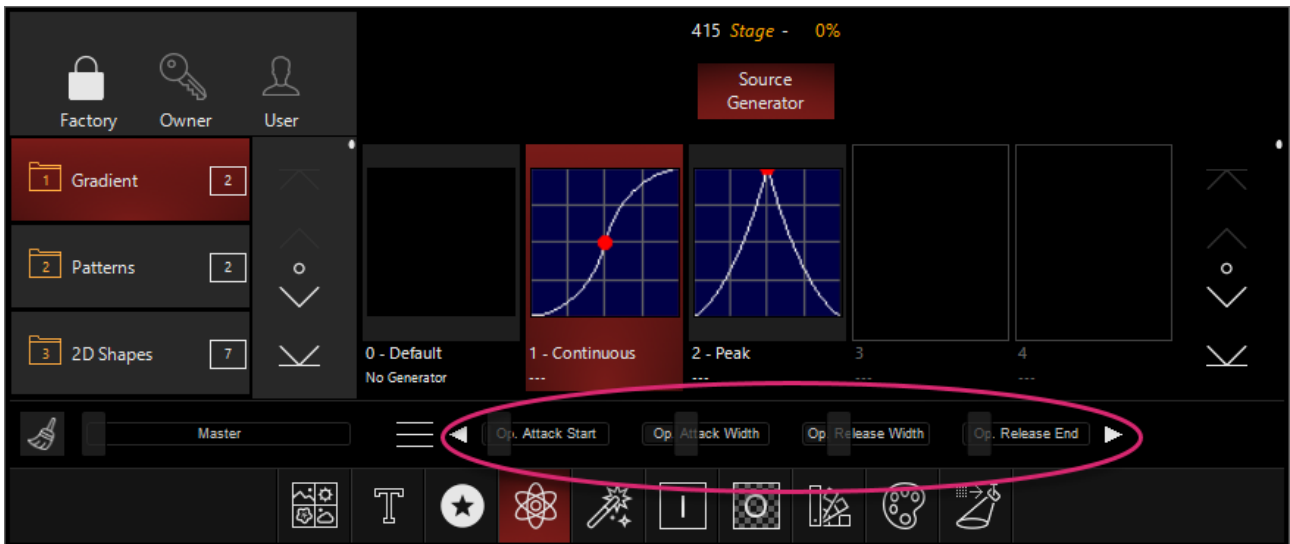 415 Stage - 0%
Source
Generator
Factory Owner User
1 Gradient 2
2 Patterns 2
3 2D Shapes 7
0 - Default
No Generator
1 - Continuous
---
2 - Peak
---
3
---
4
---
Master
Op. Attack Start
Op. Attack Width
Op. Release Width
Op. Release End
T
I
O